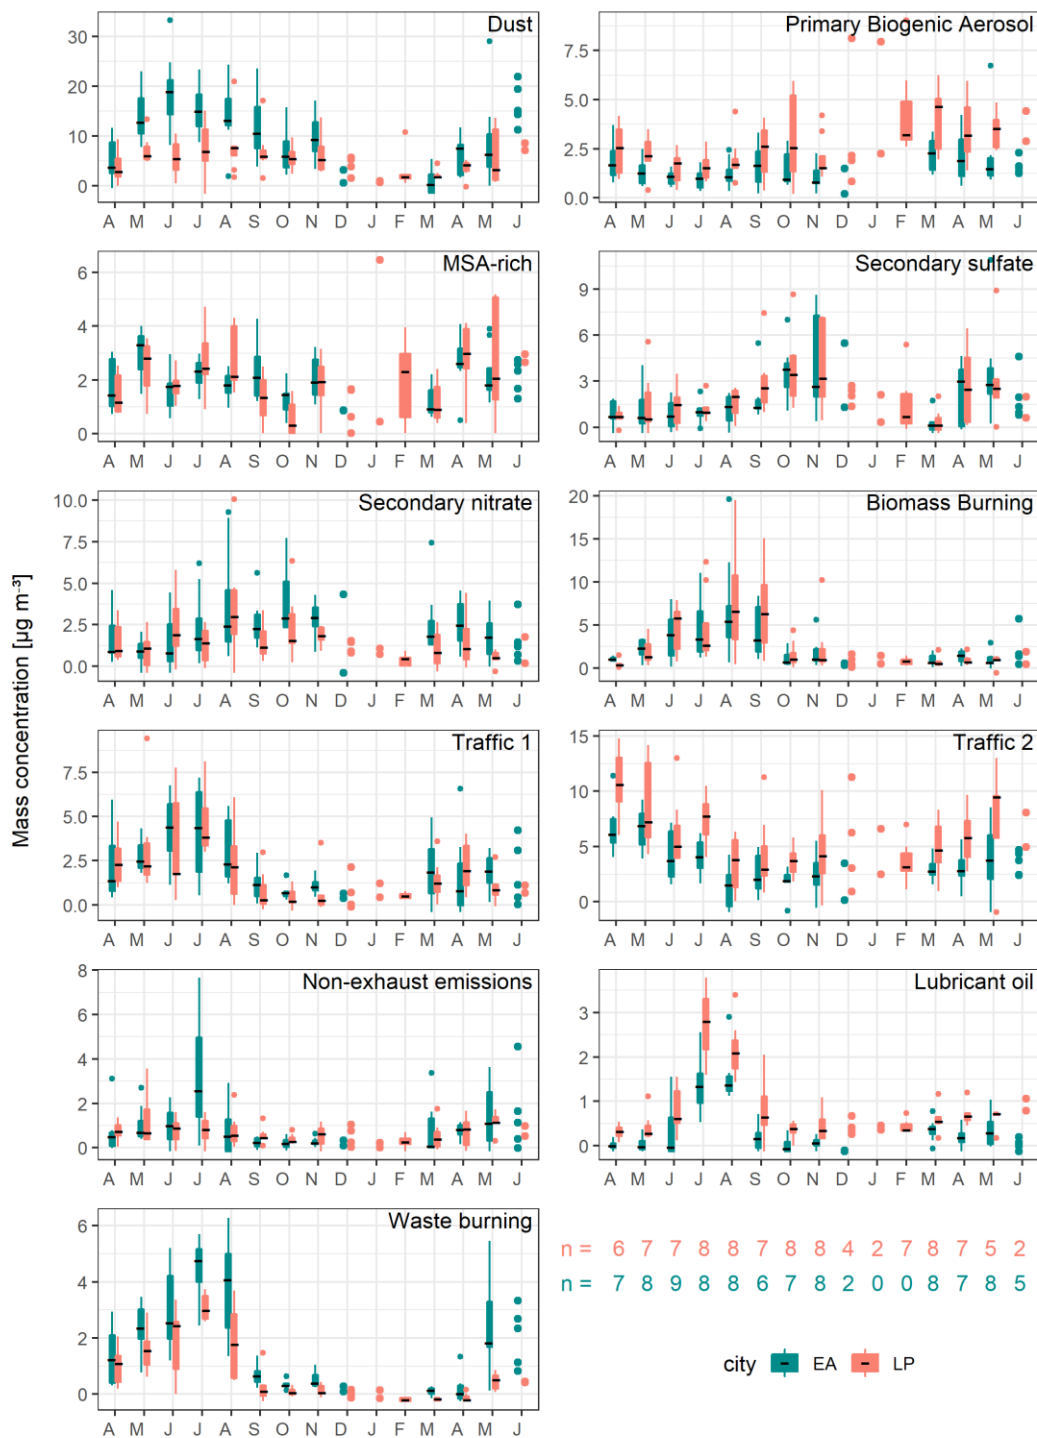 Dust
30
20
10
0
A M J J A S O N D J F M A M J
Primary Biogenic Aerosol
7.5
5.0
2.5
0.0
A M J J A S O N D J F M A M J
MSA-rich
6
4
2
0
A M J J A S O N D J F M A M J
Secondary sulfate
9
6
3
0
A M J J A S O N D J F M A M J
Mass concentration [µg m⁻³]
Secondary nitrate
10.0
7.5
5.0
2.5
0.0
A M J J A S O N D J F M A M J
Biomass Burning
20
15
10
5
0
A M J J A S O N D J F M A M J
Traffic 1
7.5
5.0
2.5
0.0
A M J J A S O N D J F M A M J
Traffic 2
15
10
5
0
A M J J A S O N D J F M A M J
Non-exhaust emissions
8
6
4
2
0
A M J J A S O N D J F M A M J
Lubricant oil
3
2
1
0
A M J J A S O N D J F M A M J
Waste burning
6
4
2
0
A M J J A S O N D J F M A M J
n = 6 7 7 8 8 7 8 8 4 2 7 8 7 5 2
n = 7 8 9 8 8 6 7 8 2 0 0 8 7 8 5
city EA LP